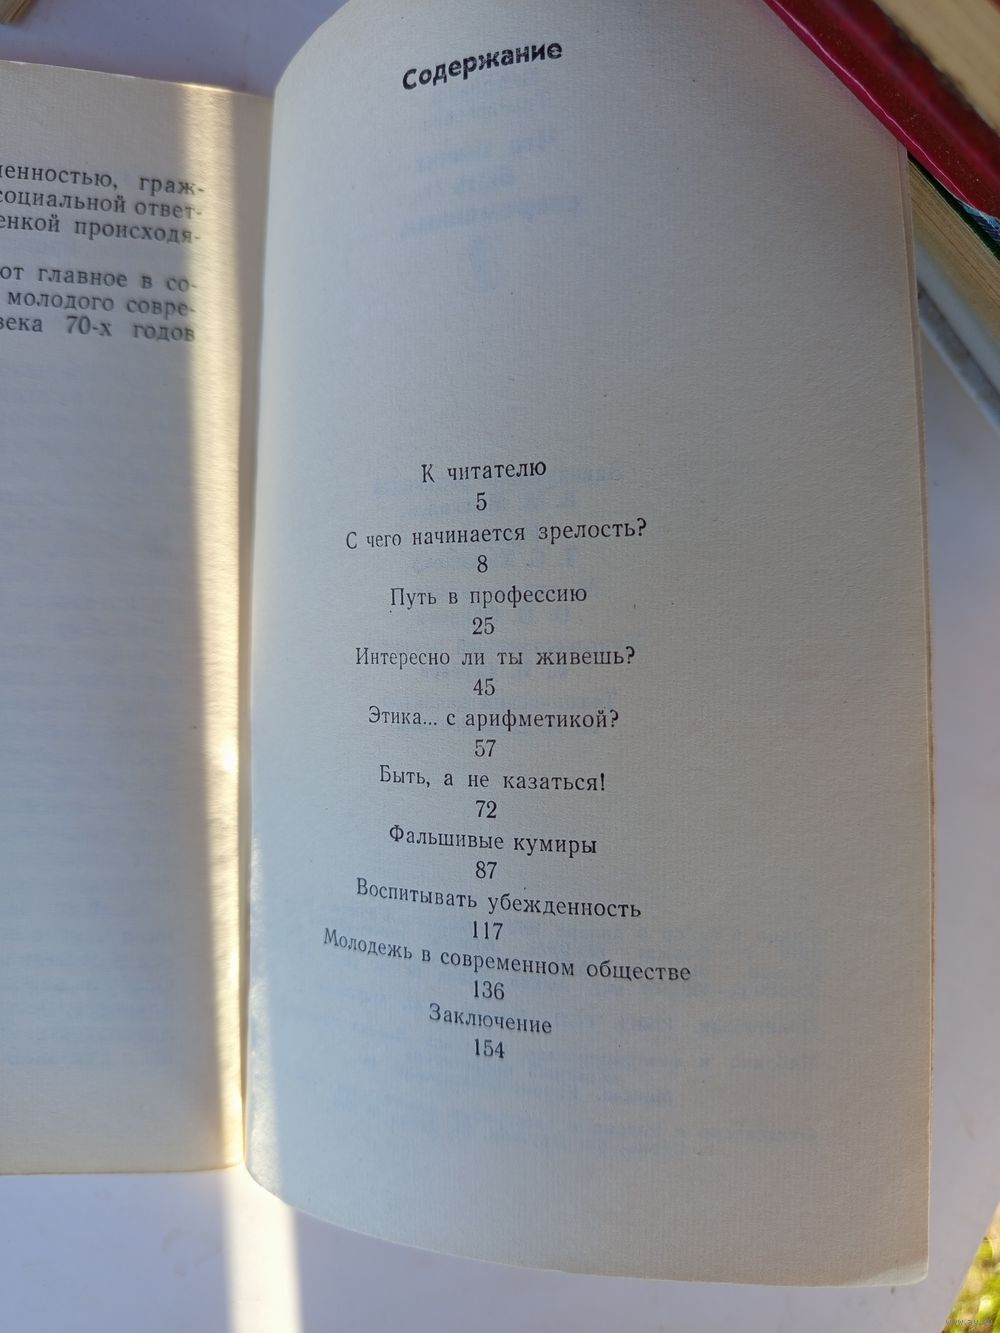 граж-
социальной ответ-
происходя-
от главное в со-
молодого совре-
века 70-х годов
Содержание
К читателю
5
С чего начинается зрелость?
8
Путь в профессию
25
Интересно ли ты живешь?
45
Этика... с арифметикой?
57
Быть, а не казаться!
72
Фальшивые кумиры
87
Воспитывать убежденность
117
Молодежь в современном обществе
136
Заключение
154